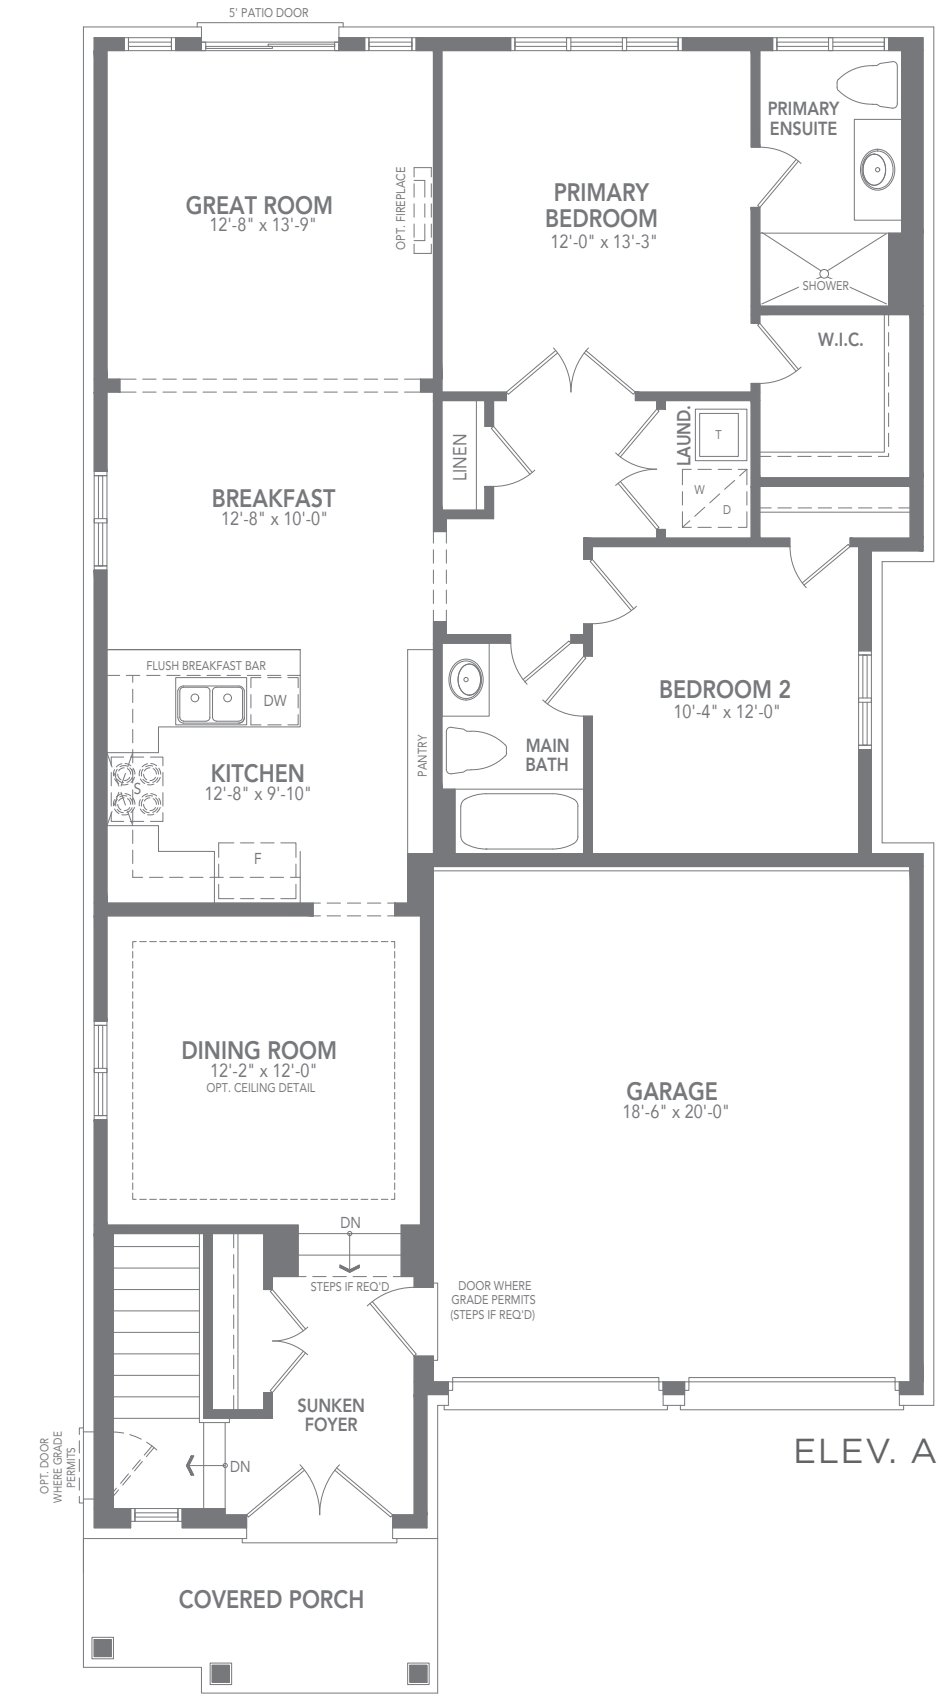 5' PATIO DOOR
PRIMARY
ENSUITE
GREAT ROOM
12'-8" x 13'-9"
OPT. FIREPLACE
PRIMARY
BEDROOM
12'-0" x 13'-3"
SHOWER
W.I.C.
LINEN
LAUND.
T
W
D
BREAKFAST
12'-8" x 10'-0"
FLUSH BREAKFAST BAR
DW
BEDROOM 2
10'-4" x 12'-0"
PANTRY
MAIN
BATH
KITCHEN
12'-8" x 9'-10"
S
F
DINING ROOM
12'-2" x 12'-0"
OPT. CEILING DETAIL
GARAGE
18'-6" x 20'-0"
DN
STEPS IF REQ'D
DOOR WHERE
GRADE PERMITS
(STEPS IF REQ'D)
SUNKEN
FOYER
OPT. DOOR
WHERE GRADE
PERMITS
DN
ELEV. A
COVERED PORCH